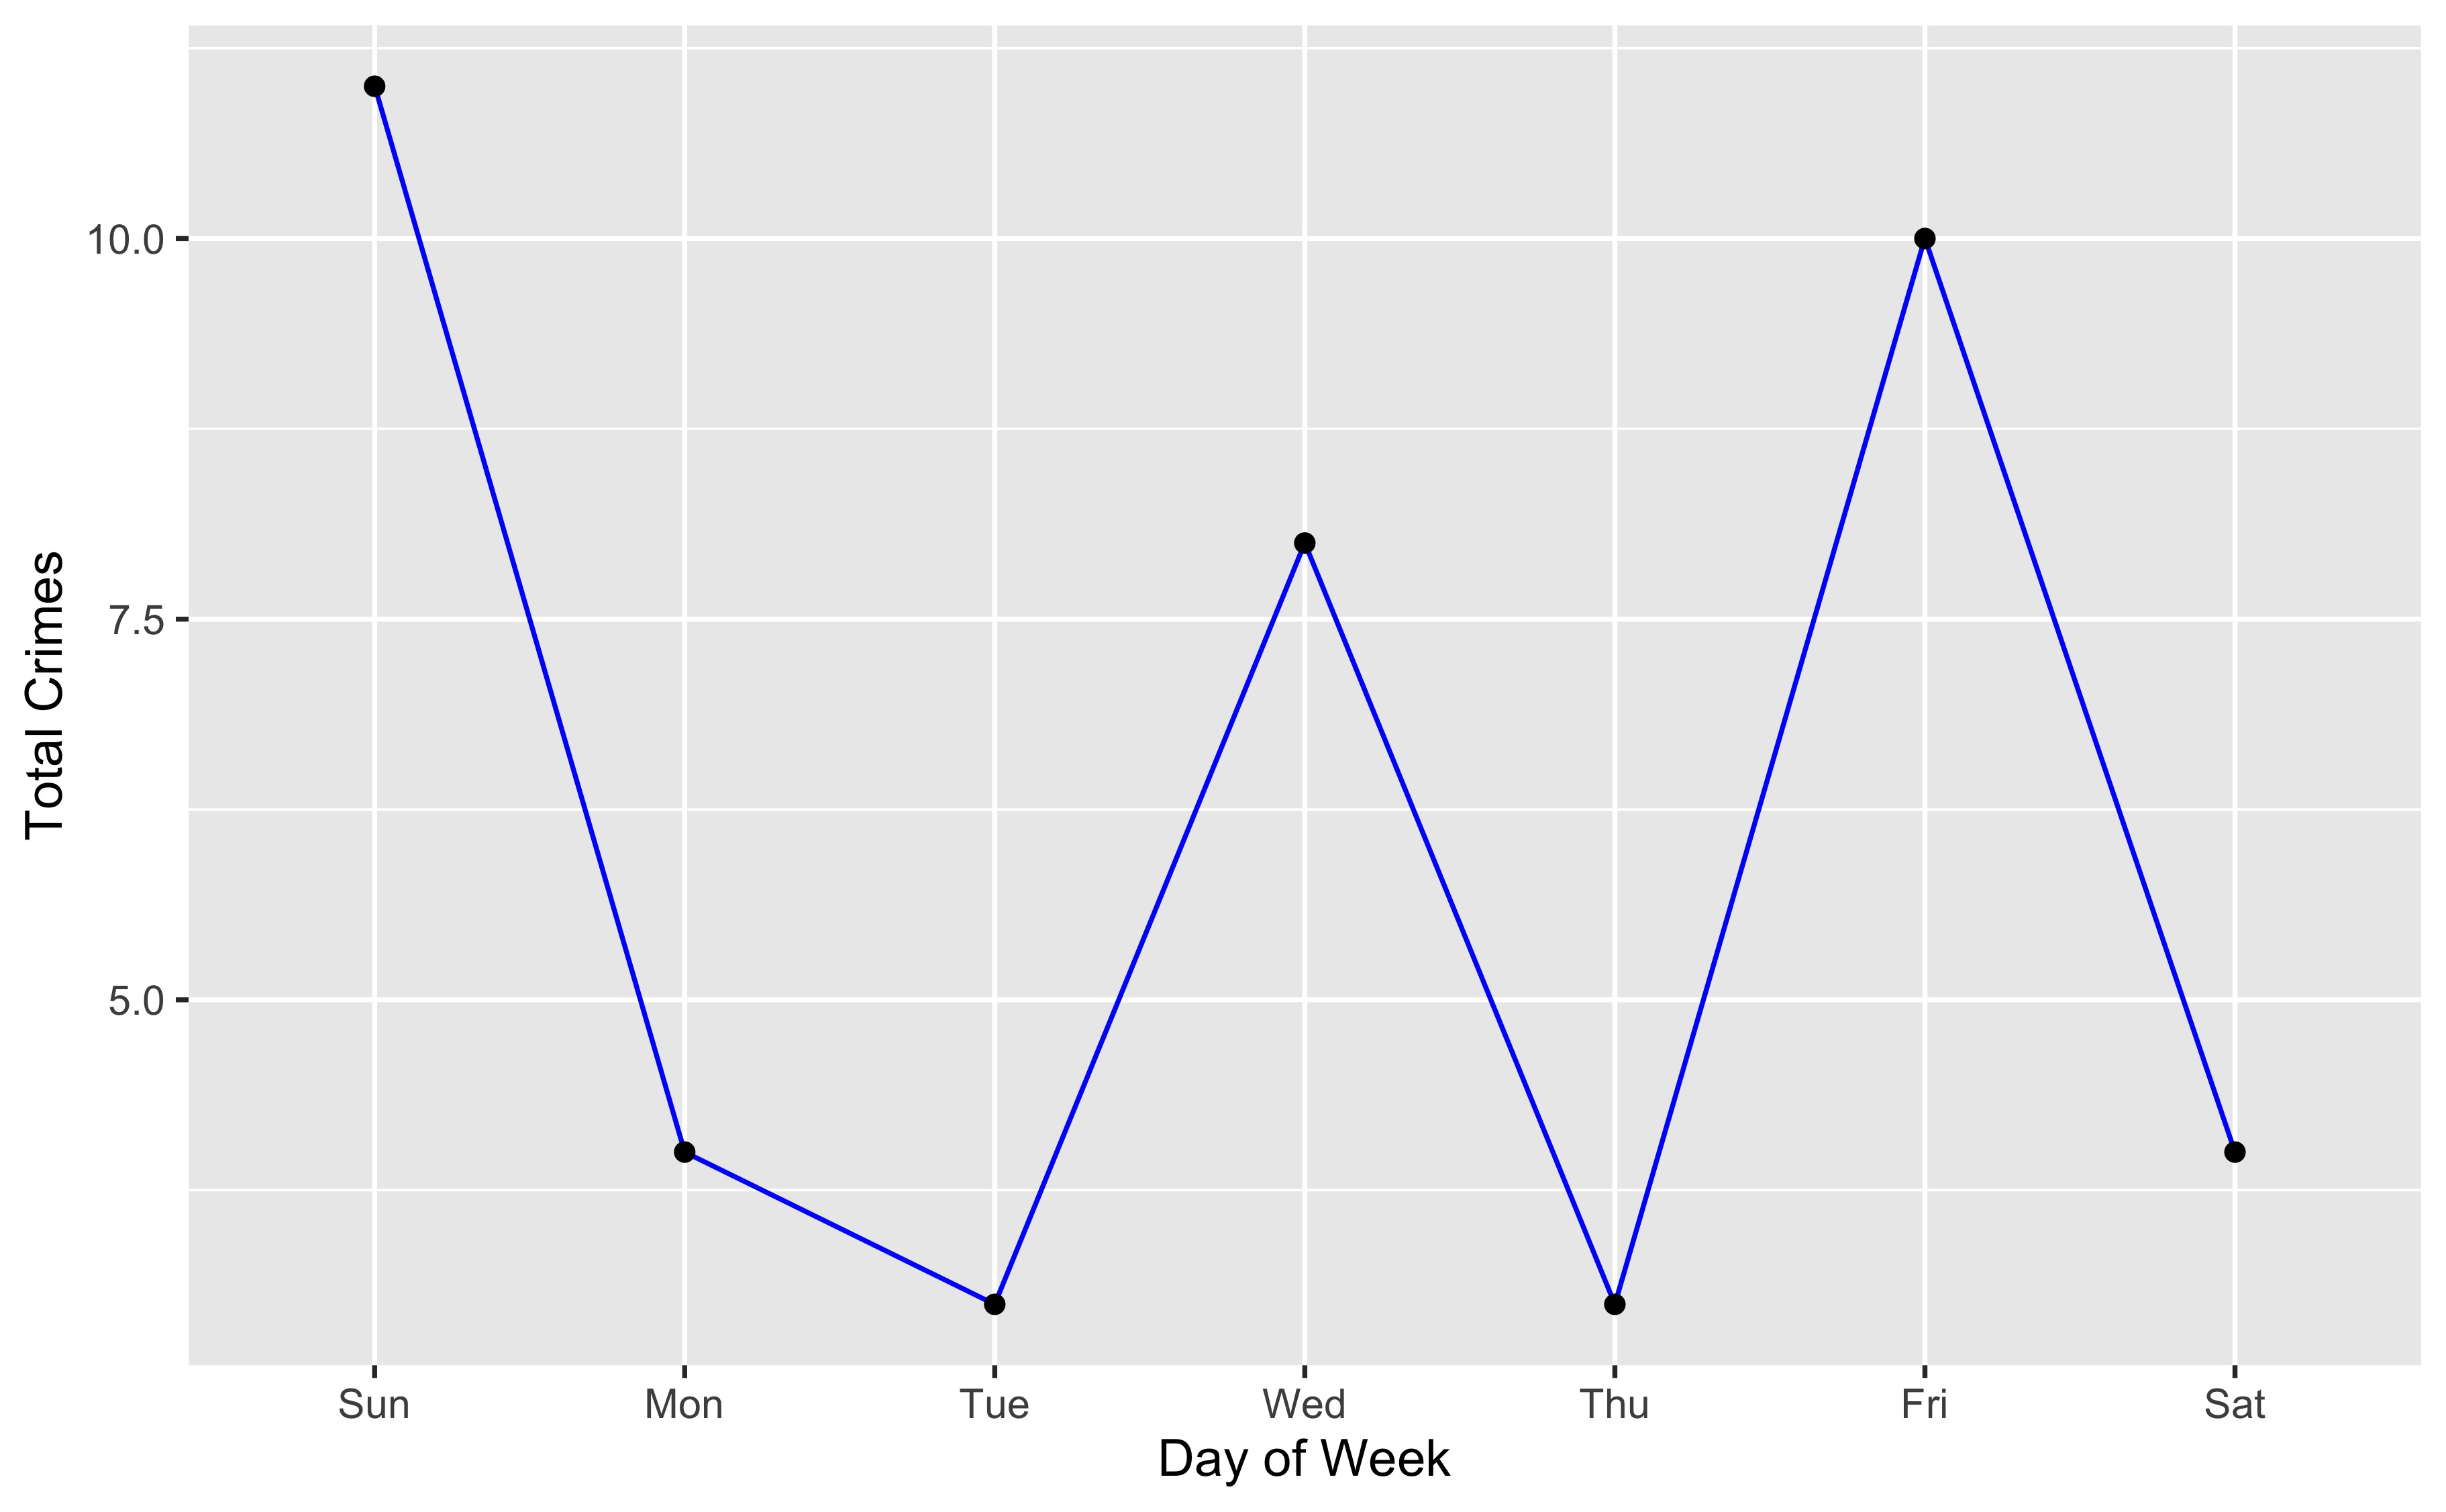 Total Crimes
10.0
7.5
5.0
Sun Mon Tue Wed Thu Fri Sat
Day of Week